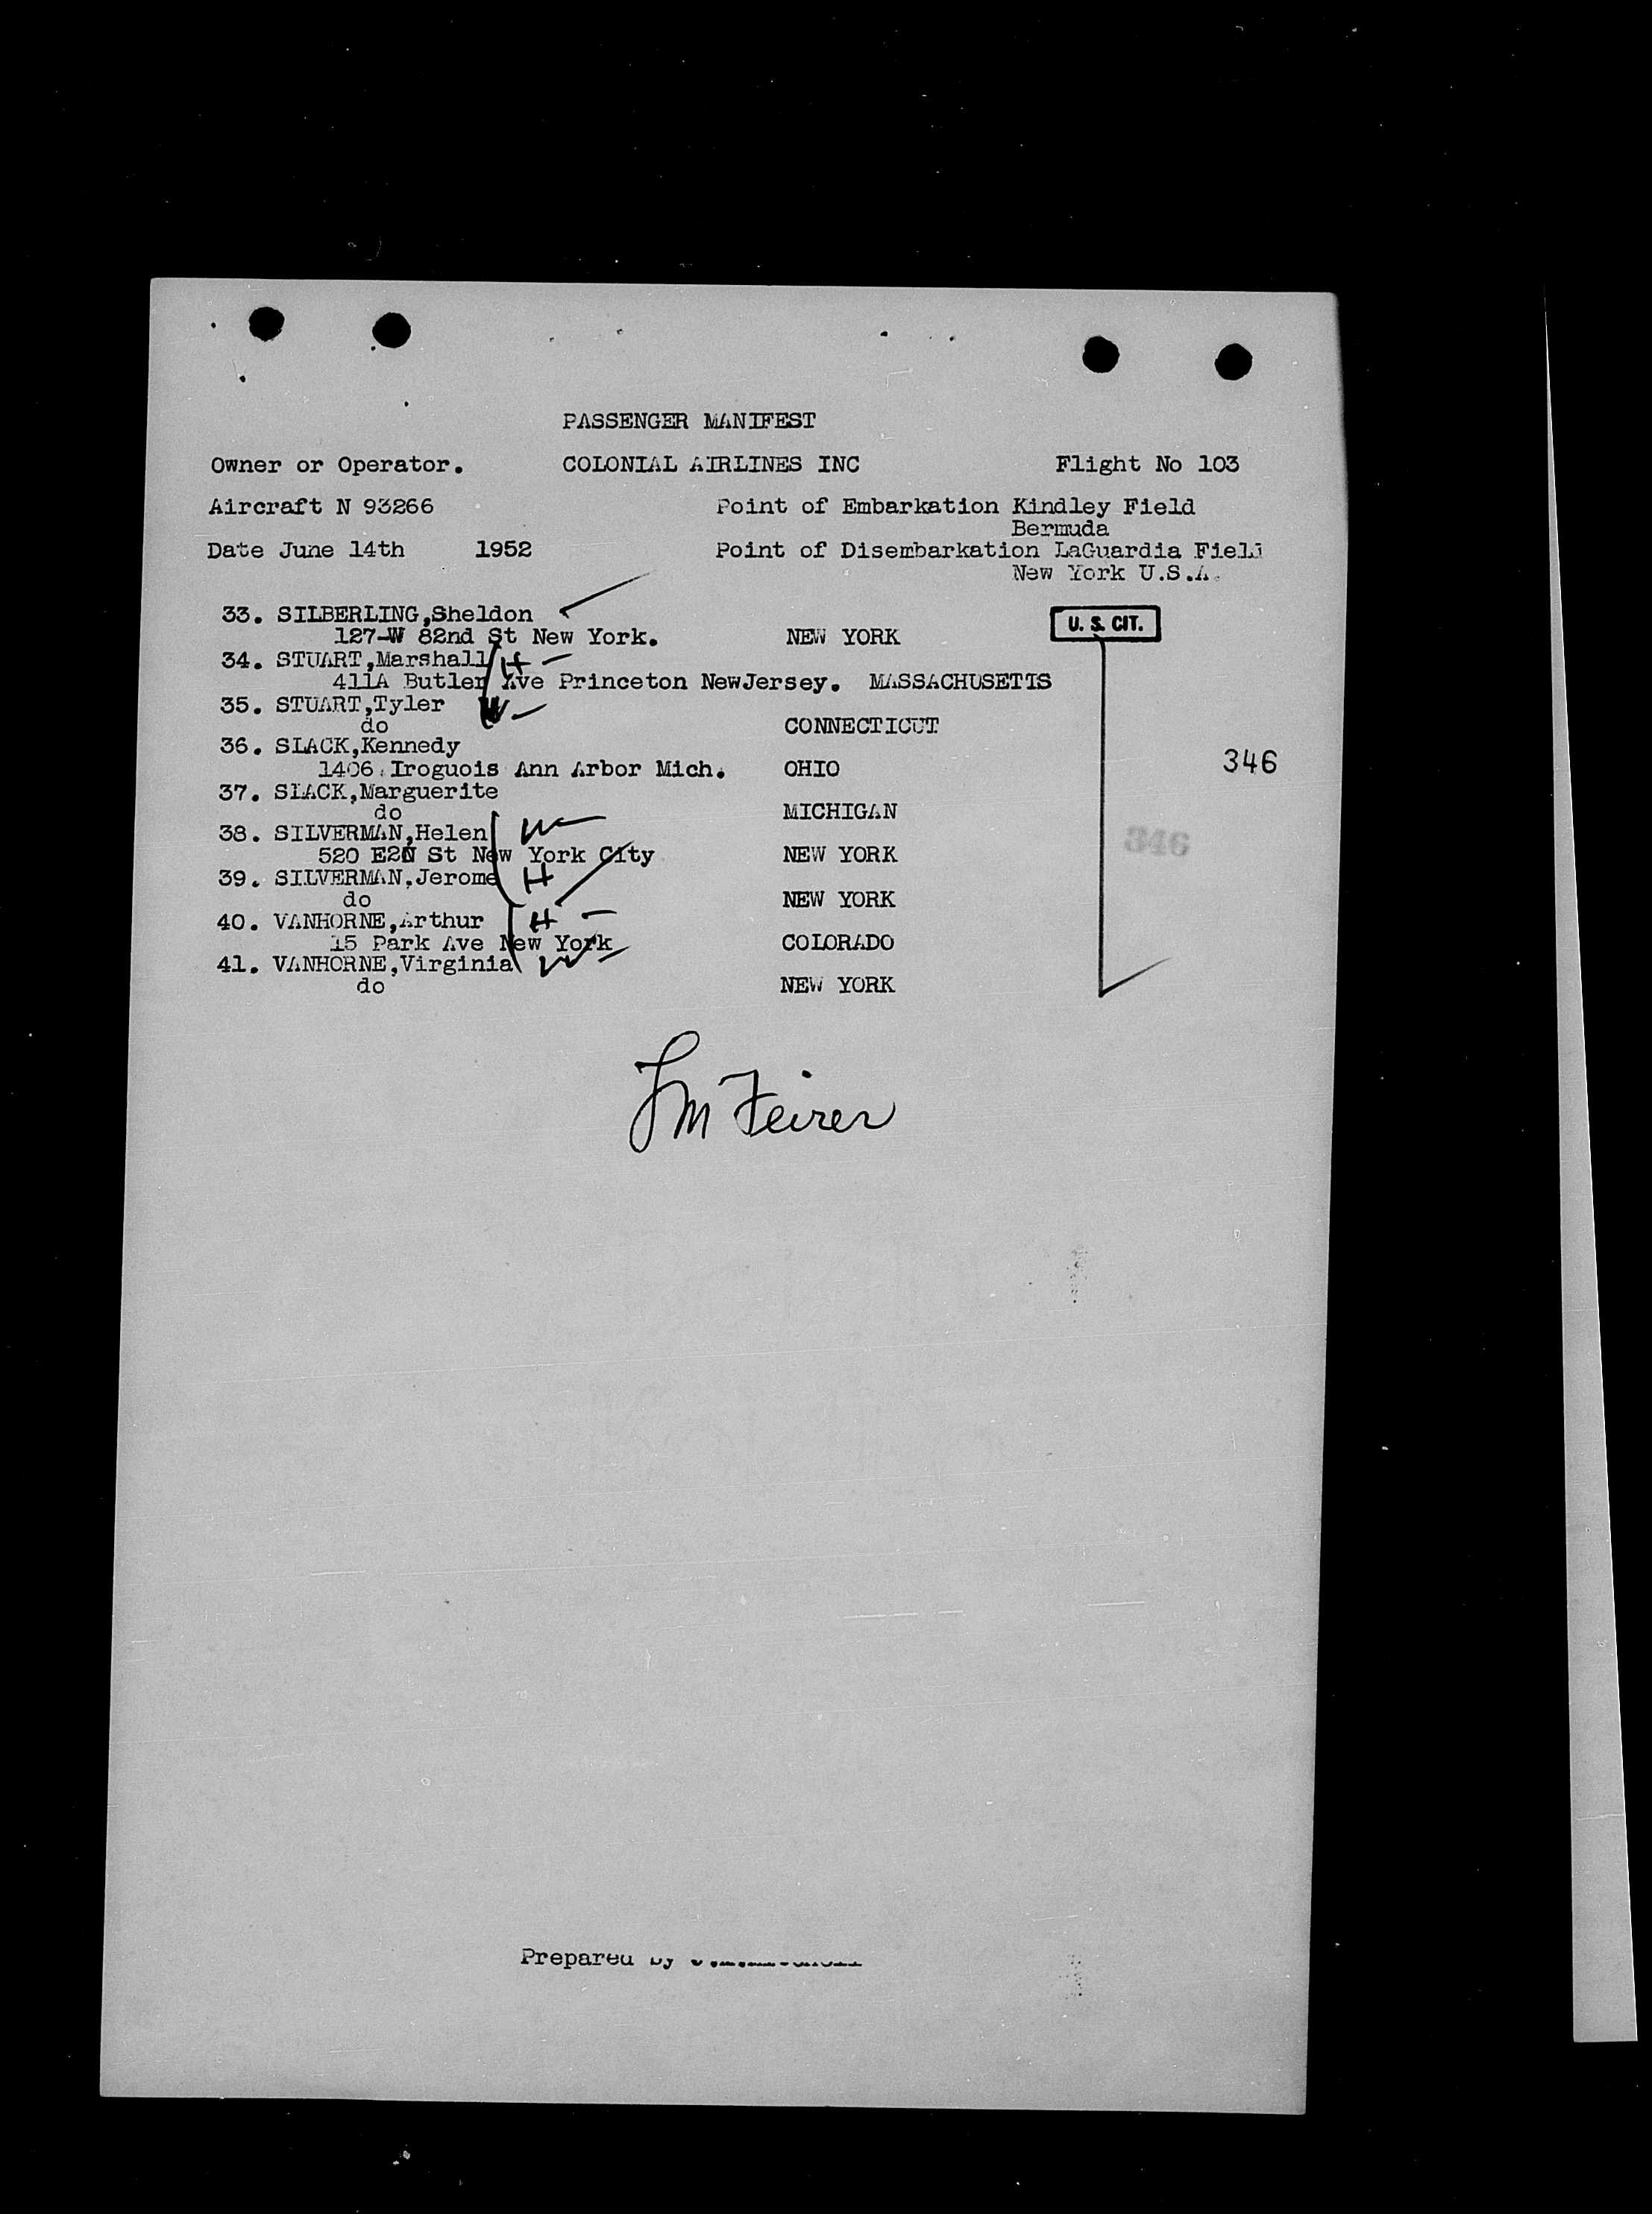 PASSENGER MANIFEST
Owner or Operator. COLONIAL AIRLINES INC Flight No 103
Aircraft N 93266 Point of Embarkation Kindley Field
Bermuda
Date June 14th 1952 Point of Disembarkation LaGuardia Field
New York U.S.A.
33. SILBERLING,Sheldon
127-W 82nd St New York. NEW YORK U. S. CIT.
34. STUART,Marshall H
411A Butler Ave Princeton NewJersey. MASSACHUSETTS
35. STUART,Tyler W
do CONNECTICUT
36. SLACK,Kennedy
1406 Iroguois Ann Arbor Mich. OHIO 346
37. SLACK,Marguerite
do MICHIGAN
38. SILVERMAN,Helen W
520 St New York City NEW YORK 346
39. SILVERMAN,Jerome H
do NEW YORK
40. VANHORNE,Arthur H
15 Park Ave New York COLORADO
41. VANHORNE,Virginia W
do NEW YORK
Feirer
Prepared by